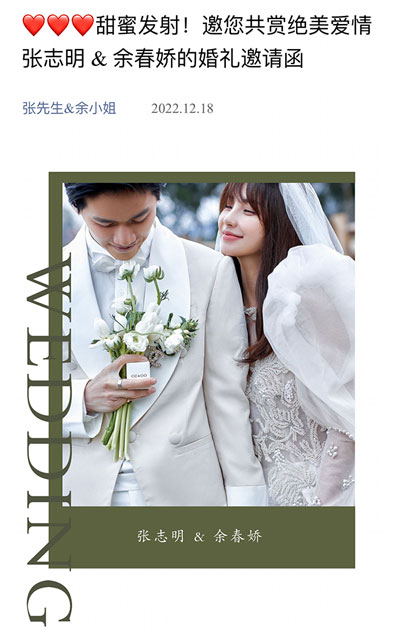 ❤️❤️❤️甜蜜发射！邀您共赏绝美爱情
张志明 & 余春娇的婚礼邀请函
张先生&余小姐 2022.12.18
WEDDING
张志明 & 余春娇